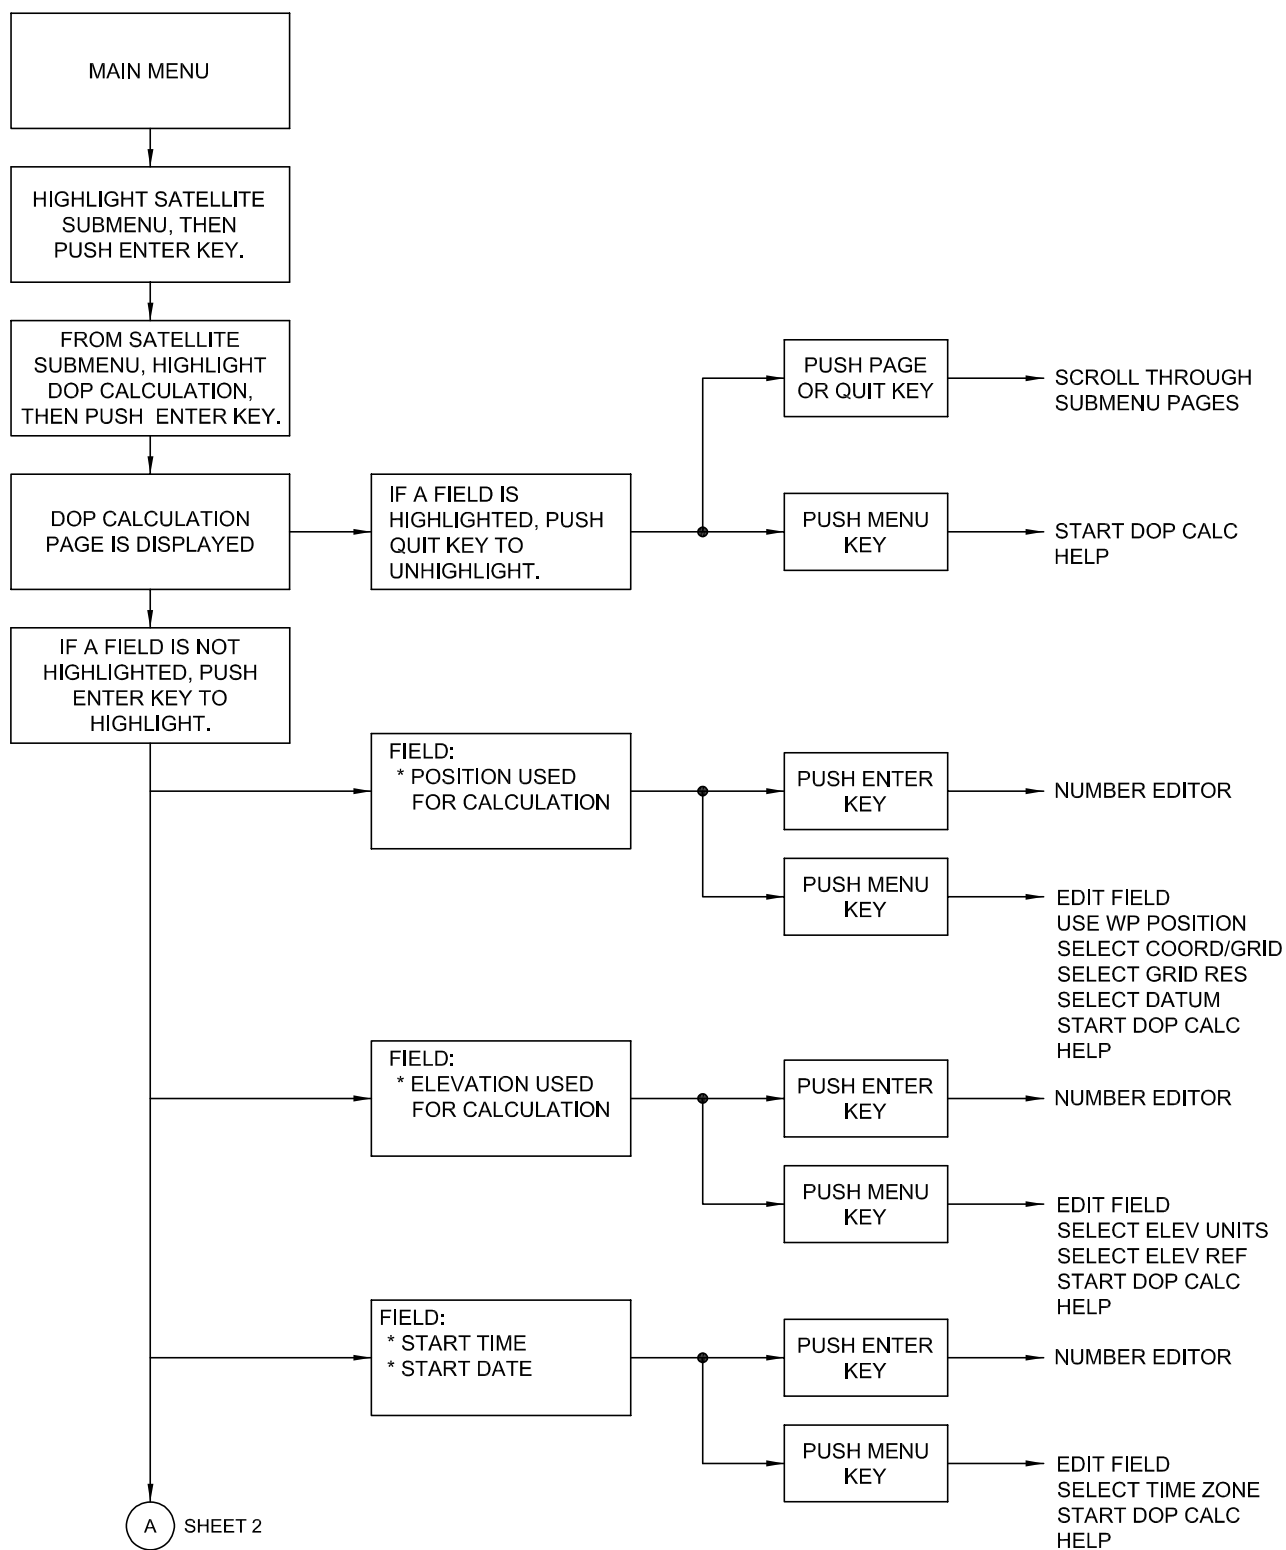 MAIN MENU
HIGHLIGHT SATELLITE
SUBMENU, THEN
PUSH ENTER KEY.
FROM SATELLITE
SUBMENU, HIGHLIGHT
DOP CALCULATION,
THEN PUSH ENTER KEY.
PUSH PAGE
OR QUIT KEY
SCROLL THROUGH
SUBMENU PAGES
DOP CALCULATION
PAGE IS DISPLAYED
IF A FIELD IS
HIGHLIGHTED, PUSH
QUIT KEY TO
UNHIGHLIGHT.
PUSH MENU
KEY
START DOP CALC
HELP
IF A FIELD IS NOT
HIGHLIGHTED, PUSH
ENTER KEY TO
HIGHLIGHT.
FIELD:
* POSITION USED
FOR CALCULATION
PUSH ENTER
KEY
NUMBER EDITOR
PUSH MENU
KEY
EDIT FIELD
USE WP POSITION
SELECT COORD/GRID
SELECT GRID RES
SELECT DATUM
START DOP CALC
HELP
FIELD:
* ELEVATION USED
FOR CALCULATION
PUSH ENTER
KEY
NUMBER EDITOR
PUSH MENU
KEY
EDIT FIELD
SELECT ELEV UNITS
SELECT ELEV REF
START DOP CALC
HELP
FIELD:
* START TIME
* START DATE
PUSH ENTER
KEY
NUMBER EDITOR
PUSH MENU
KEY
EDIT FIELD
SELECT TIME ZONE
START DOP CALC
HELP
A SHEET 2